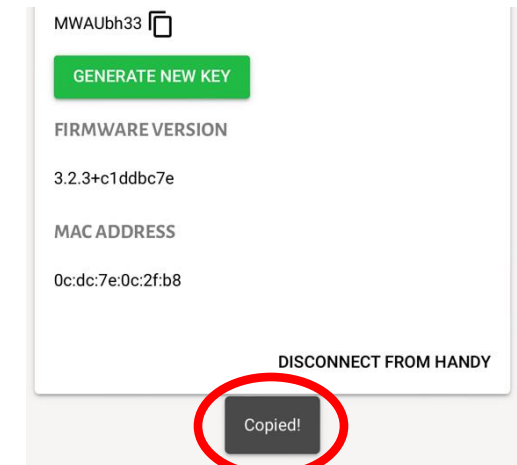 MWAUbh33
GENERATE NEW KEY
FIRMWARE VERSION
3.2.3+c1ddbc7e
MAC ADDRESS
0c:dc:7e:0c:2f:b8
DISCONNECT FROM HANDY
Copied!